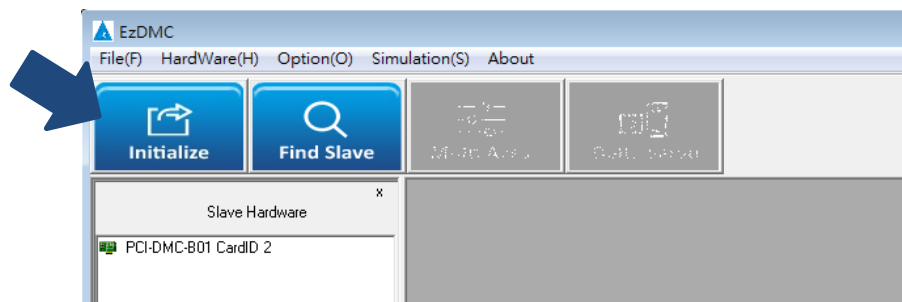 EzDMC
File(F) HardWare(H) Option(O) Simulation(S) About
Initialize Find Slave
x
Slave Hardware
PCI-DMC-B01 CardID 2